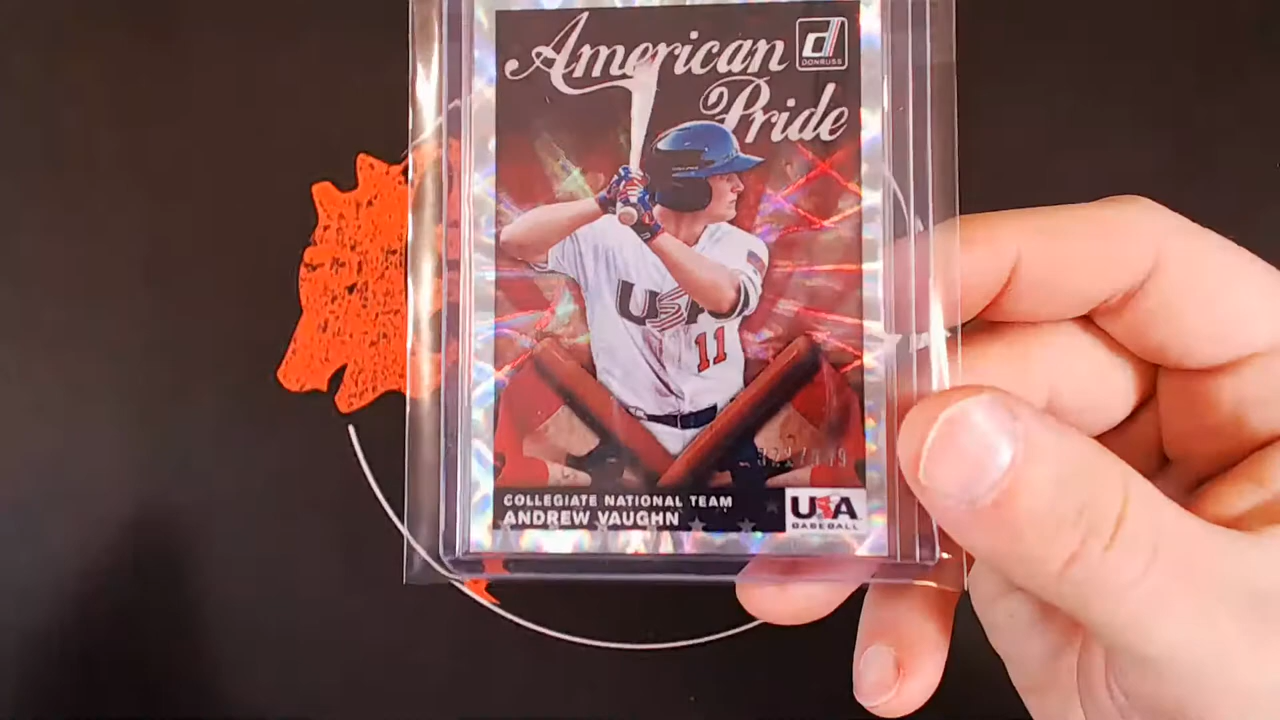 American
Pride
DONRUSS
USA
11
COLLEGIATE NATIONAL TEAM
ANDREW VAUGHN
USA
BASEBALL